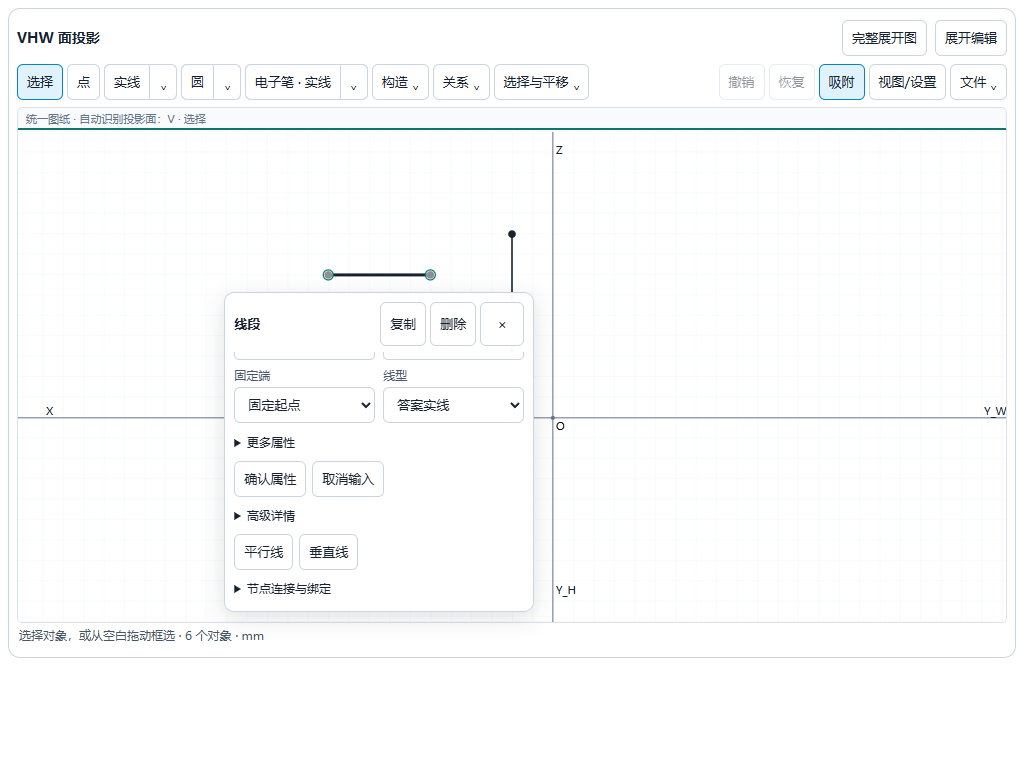 VHW 面投影
完整展开图 展开编辑
选择 点 实线 圆 电子笔 · 实线 构造 关系 选择与平移 撤销 恢复 吸附 视图/设置 文件
统一图纸 · 自动识别投影面：V · 选择
Z
线段 复制 删除 ×
固定端 线型
固定起点 答案实线
X Y_W
O
更多属性
确认属性 取消输入
高级详情
平行线 垂直线
节点连接与绑定
Y_H
选择对象，或从空白拖动框选 · 6 个对象 · mm